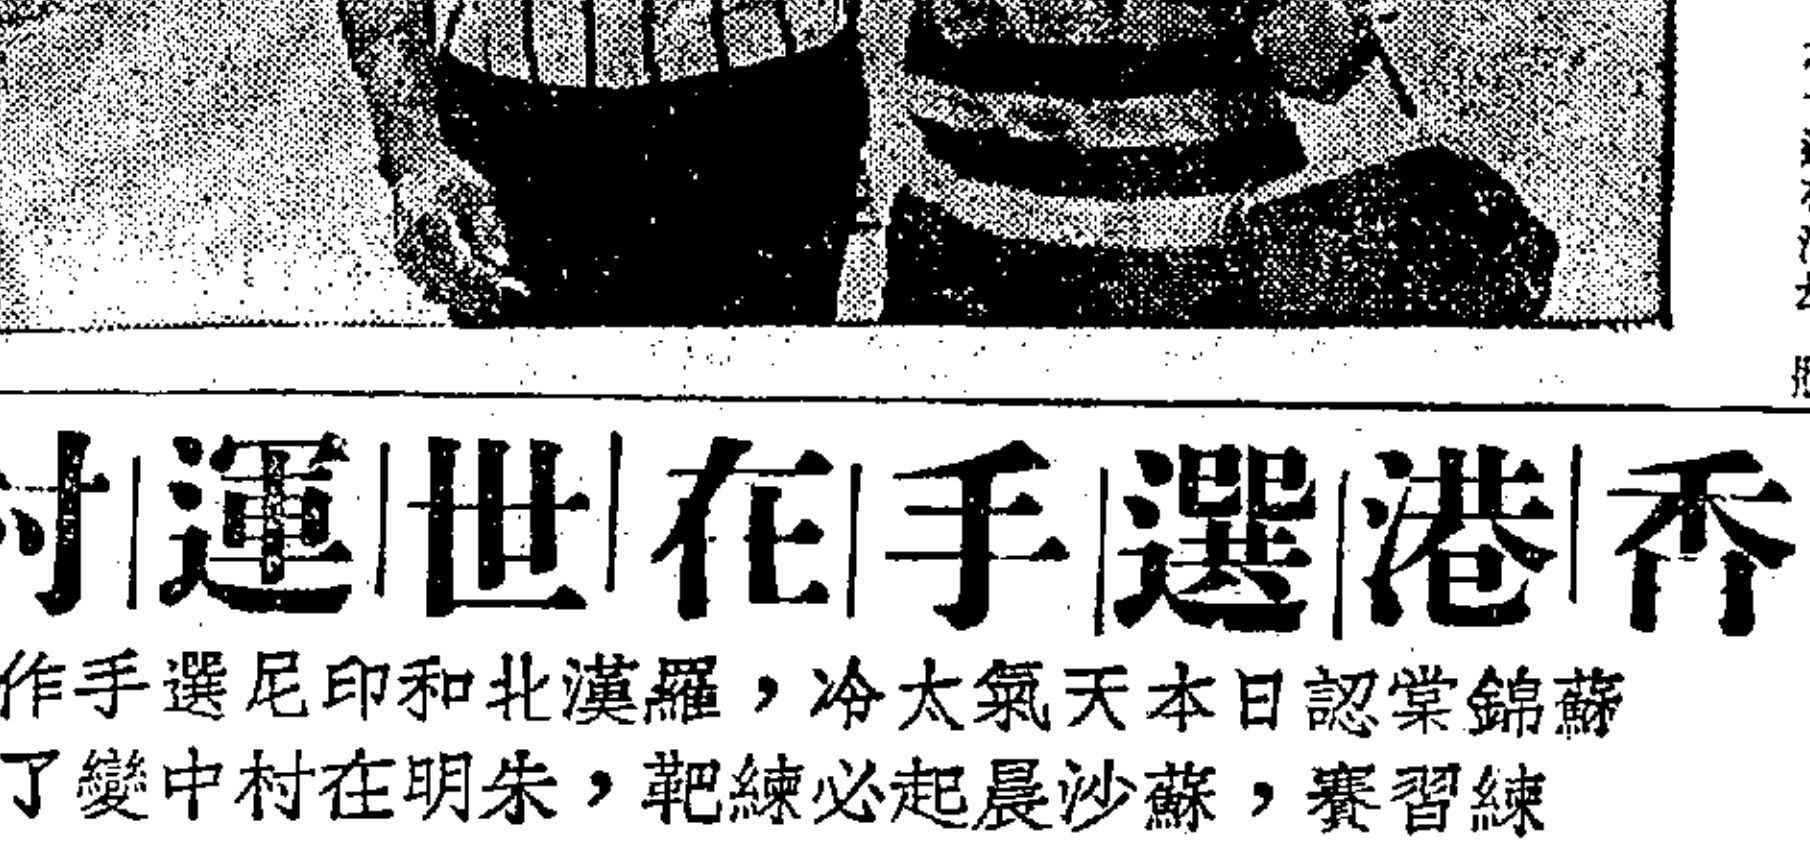 香港選手在世運村
蘇錦棠認日本天氣太冷，羅漢北和印尼選手作
練習賽，蘇沙晨起必練靶，朱明在村中變了